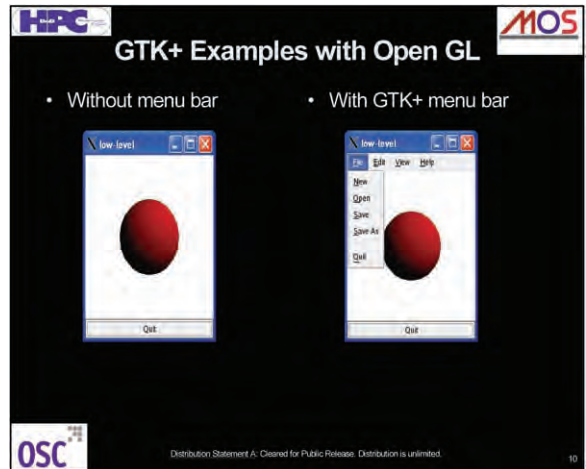 HPC
MOS
GTK+ Examples with Open GL
• Without menu bar
• With GTK+ menu bar
low-level
Quit
low-level
File Edit View Help
New
Open
Save
Save As
Quit
Quit
OSC
Distribution Statement A: Cleared for Public Release. Distribution is unlimited.
10